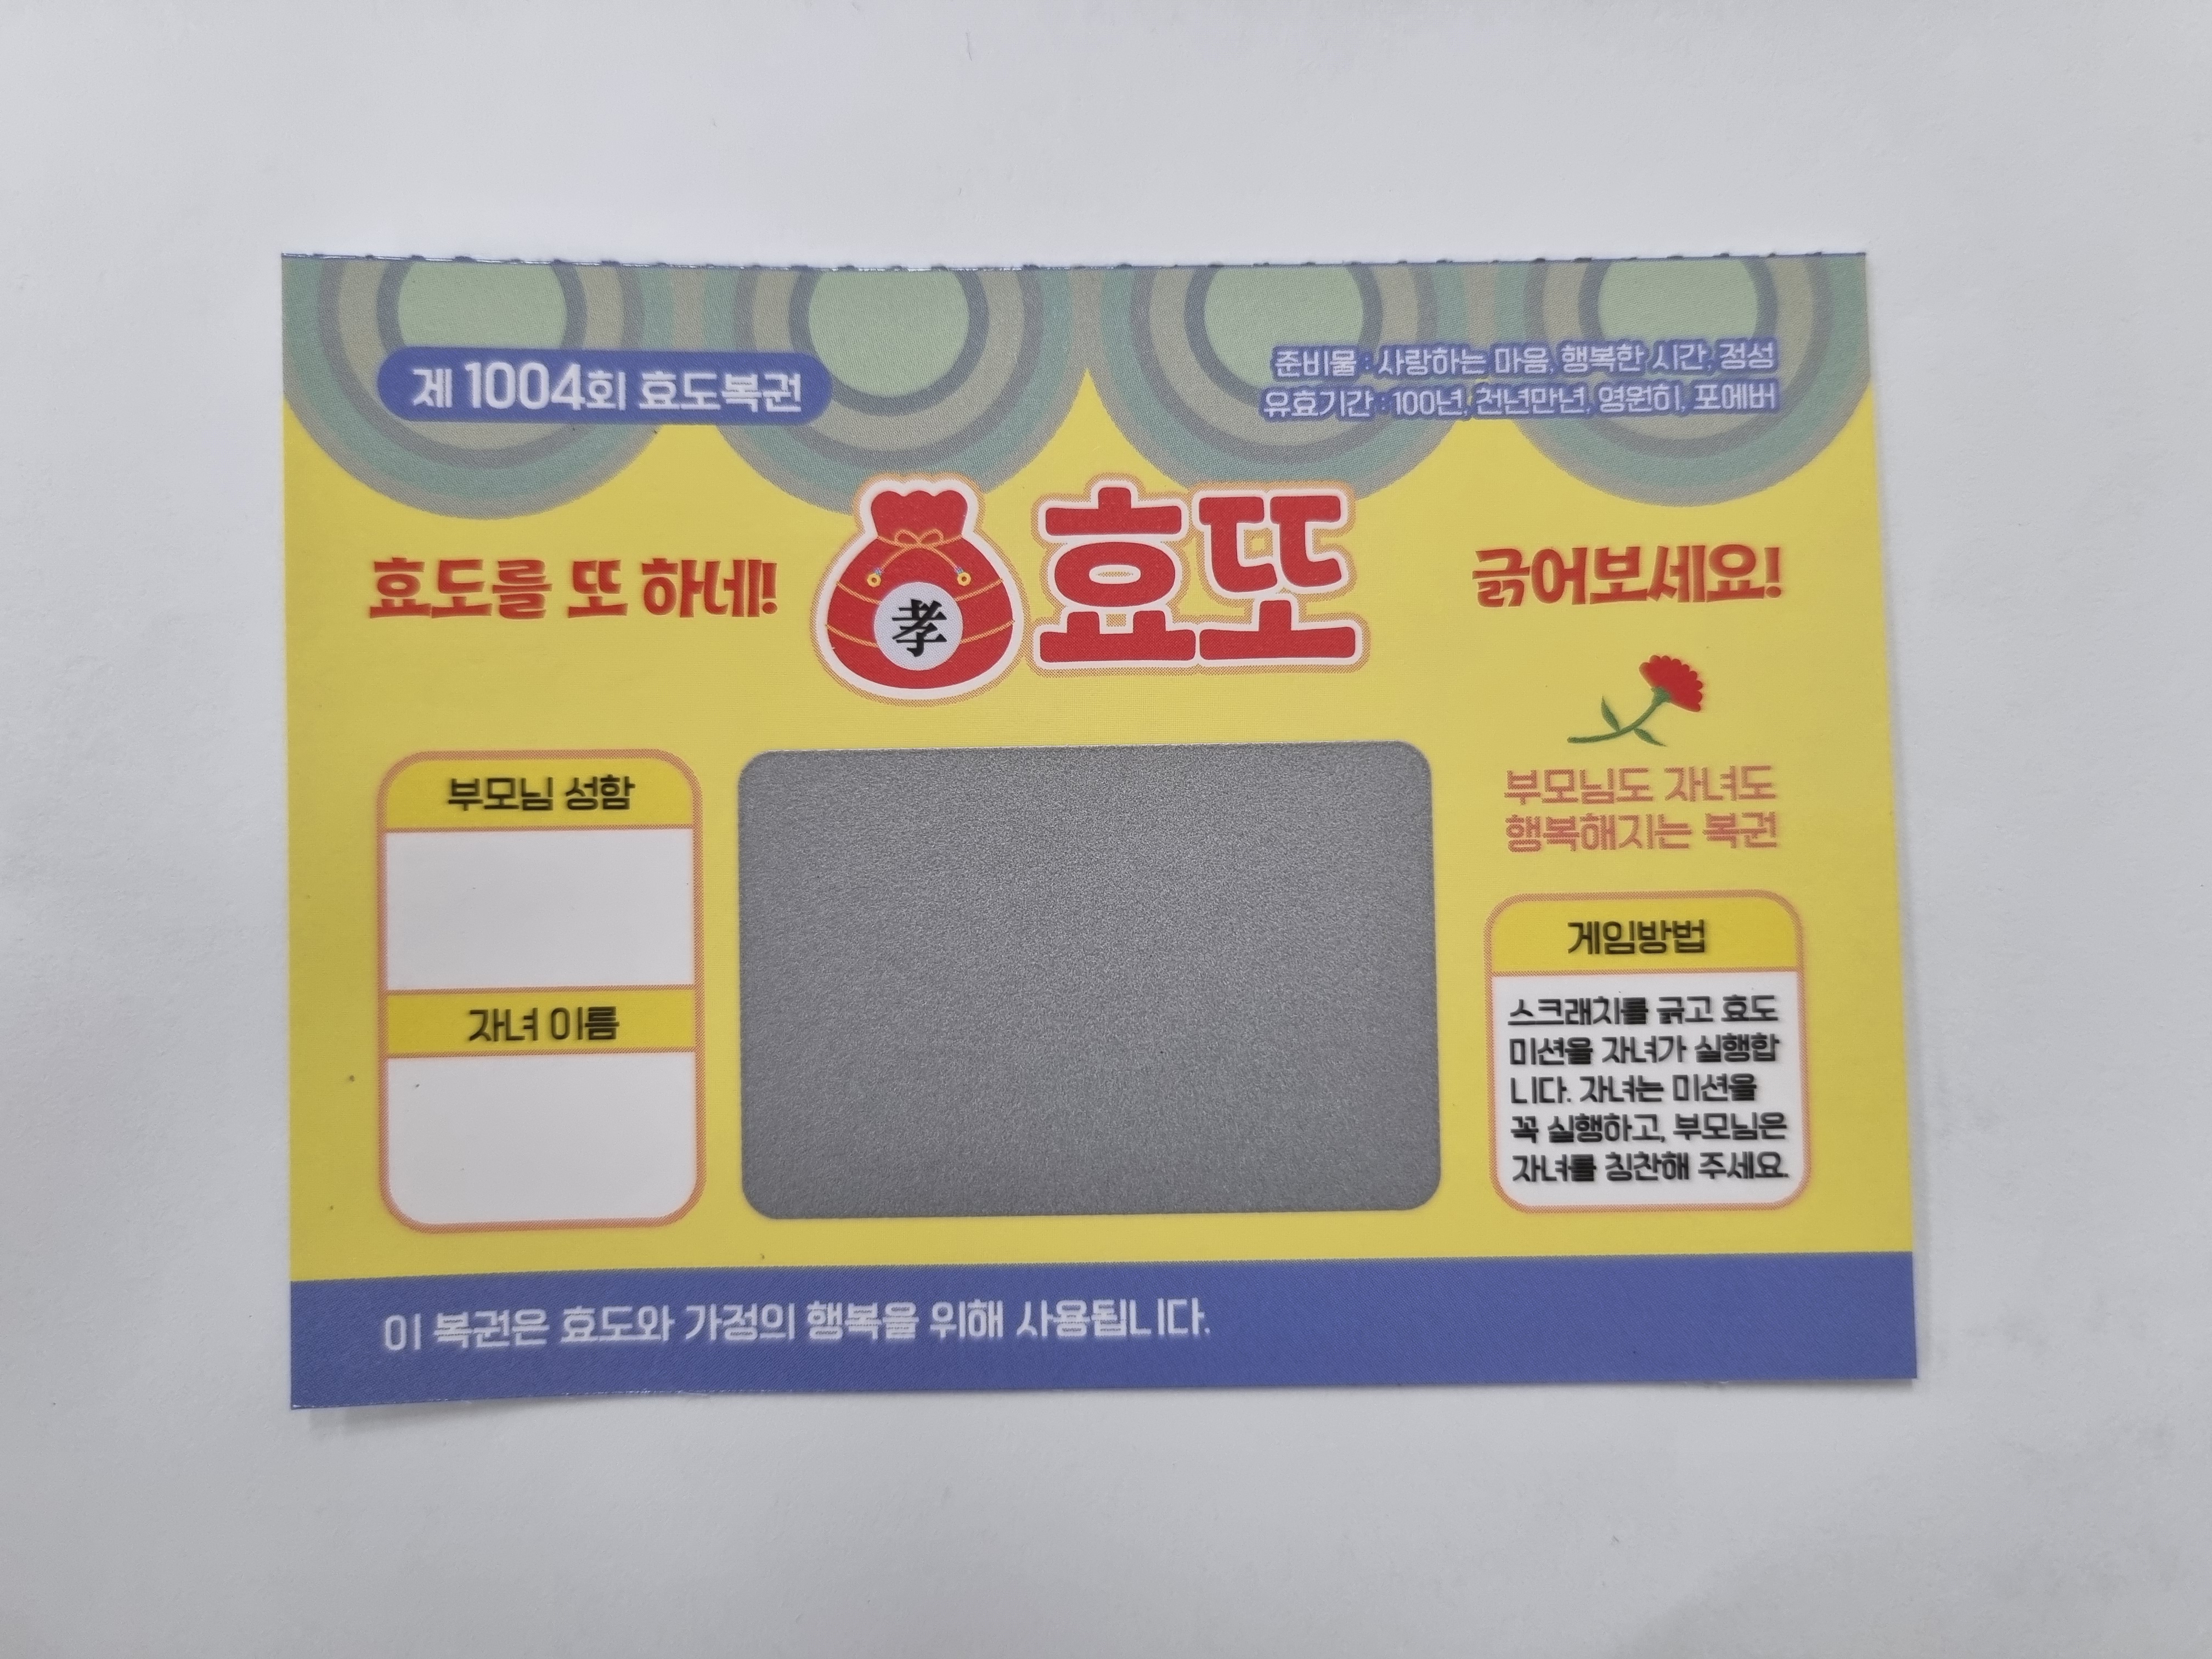 제 1004회 효도복권
준비물 : 사랑하는 마음, 행복한 시간, 정성
유효기간 : 100년, 천년만년, 영원히, 포에버
효도를 또 하네!
孝
효또
긁어보세요!
부모님 성함
자녀 이름
부모님도 자녀도
행복해지는 복권
게임방법
스크래치를 긁고 효도
미션을 자녀가 실행합
니다. 자녀는 미션을
꼭 실행하고, 부모님은
자녀를 칭찬해 주세요
이 복권은 효도와 가정의 행복을 위해 사용됩니다.